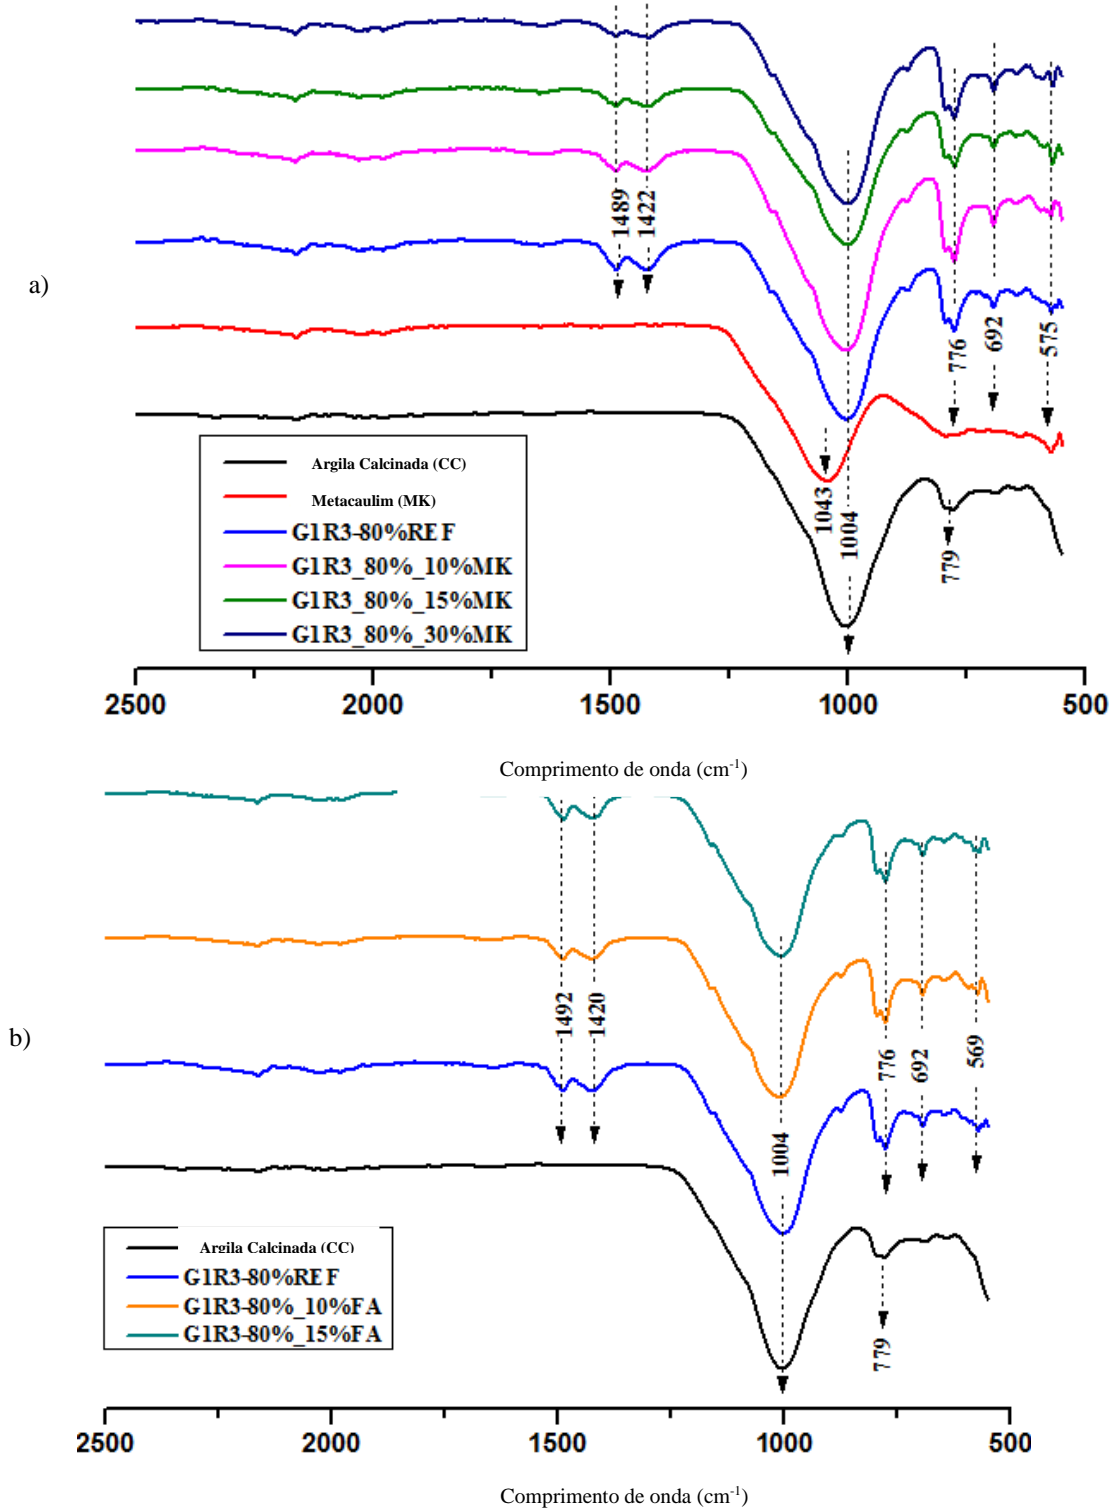 1489
1422
a)
776
692
575
1043
1004
779
Argila Calcinada (CC)
Metacaulim (MK)
G1R3-80%REF
G1R3_80%_10%MK
G1R3_80%_15%MK
G1R3_80%_30%MK
2500 2000 1500 1000 500
Comprimento de onda (cm⁻¹)
1492
1420
b)
776
692
569
1004
779
Argila Calcinada (CC)
G1R3-80%REF
G1R3-80%_10%FA
G1R3-80%_15%FA
2500 2000 1500 1000 500
Comprimento de onda (cm⁻¹)